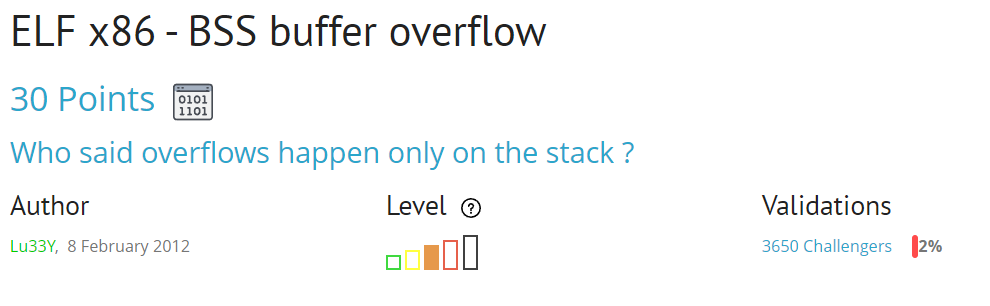 ELF x86 - BSS buffer overflow
30 Points
0101
1101
Who said overflows happen only on the stack ?
Author
Level ?
Validations
Lu33Y, 8 February 2012
3650 Challengers
2%